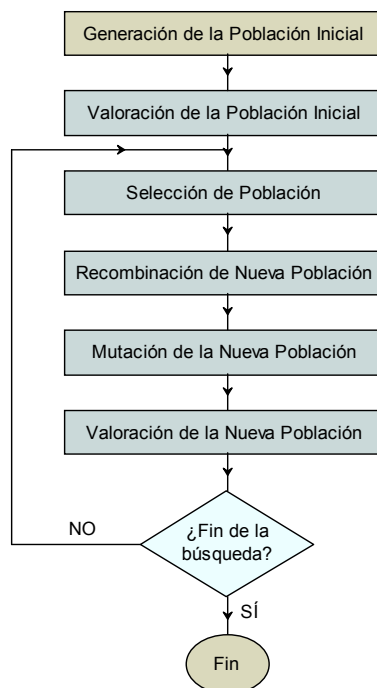 Generación de la Población Inicial
Valoración de la Población Inicial
Selección de Población
Recombinación de Nueva Población
Mutación de la Nueva Población
Valoración de la Nueva Población
¿Fin de la
búsqueda?
NO
SÍ
Fin